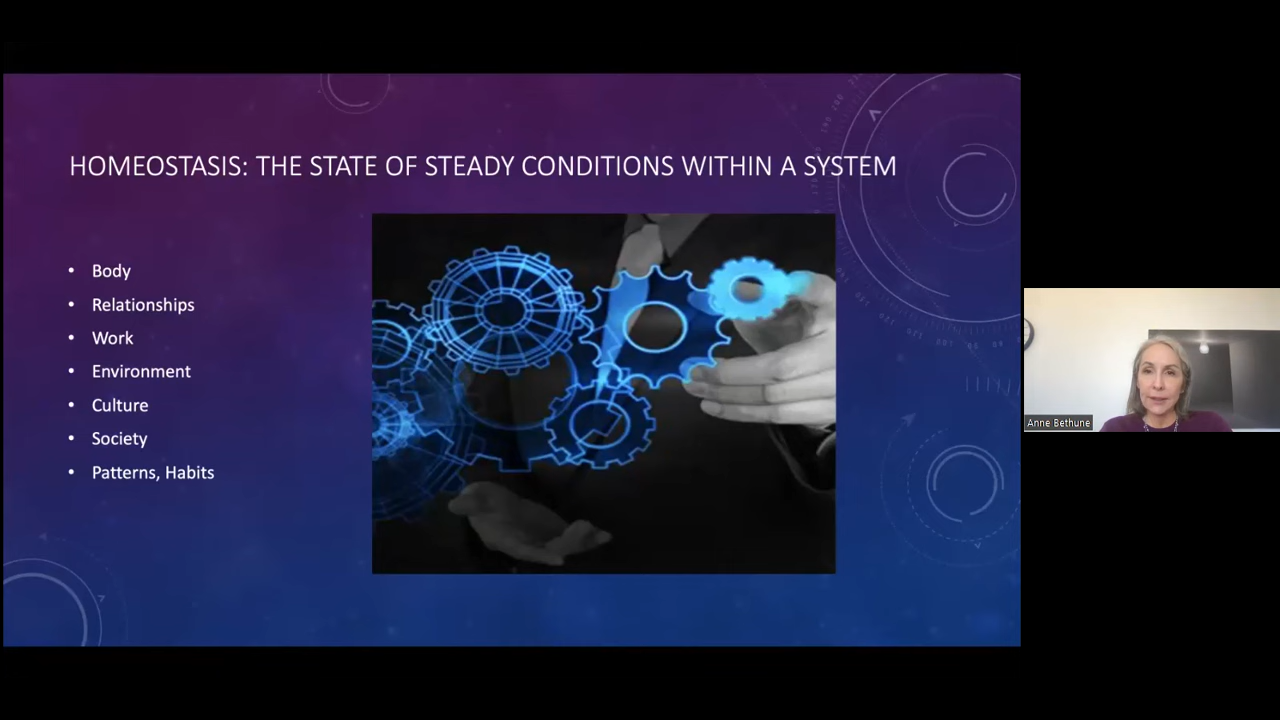 HOMEOSTASIS: THE STATE OF STEADY CONDITIONS WITHIN A SYSTEM
• Body
• Relationships
• Work
• Environment
• Culture
• Society
• Patterns, Habits
Anne Bethune